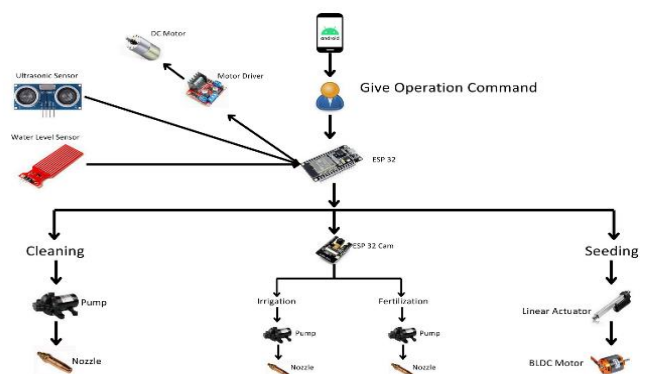 DC Motor
android
Ultrasonic Sensor
Motor Driver
Give Operation Command
Water Level Sensor
ESP 32
Cleaning
ESP 32 Cam
Seeding
Pump
Irrigation
Fertilization
Linear Actuator
Pump
Pump
Nozzle
Nozzle
Nozzle
BLDC Motor